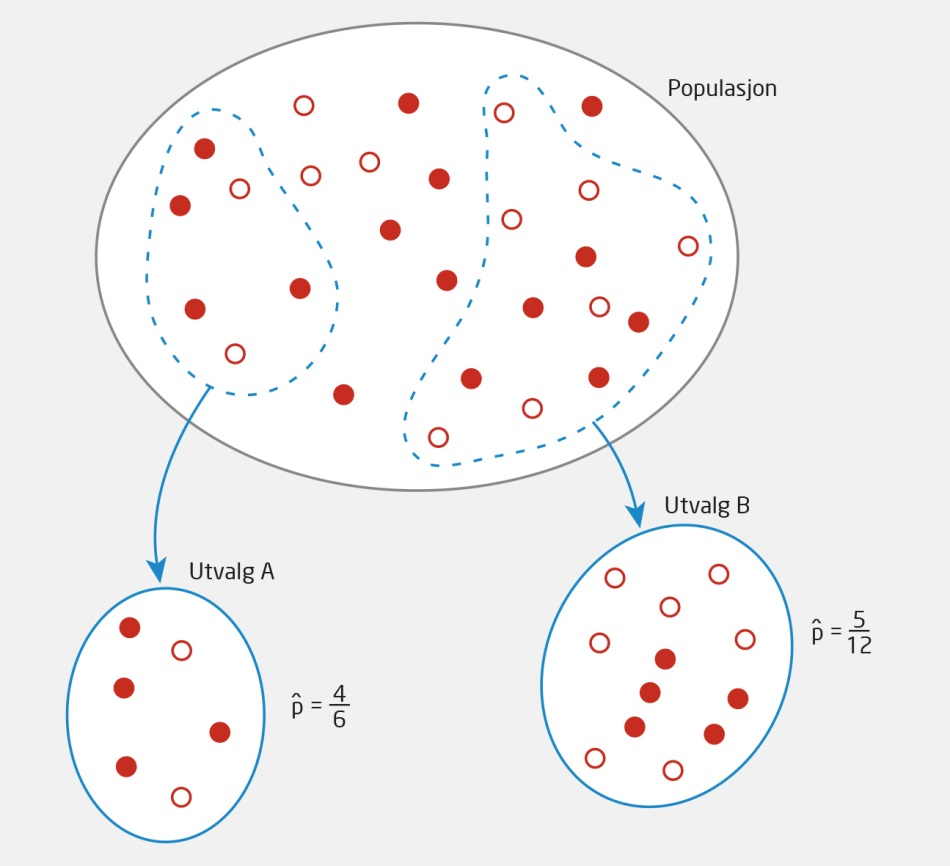 Populasjon
Utvalg B
Utvalg A
p̂ = 5/12
p̂ = 4/6